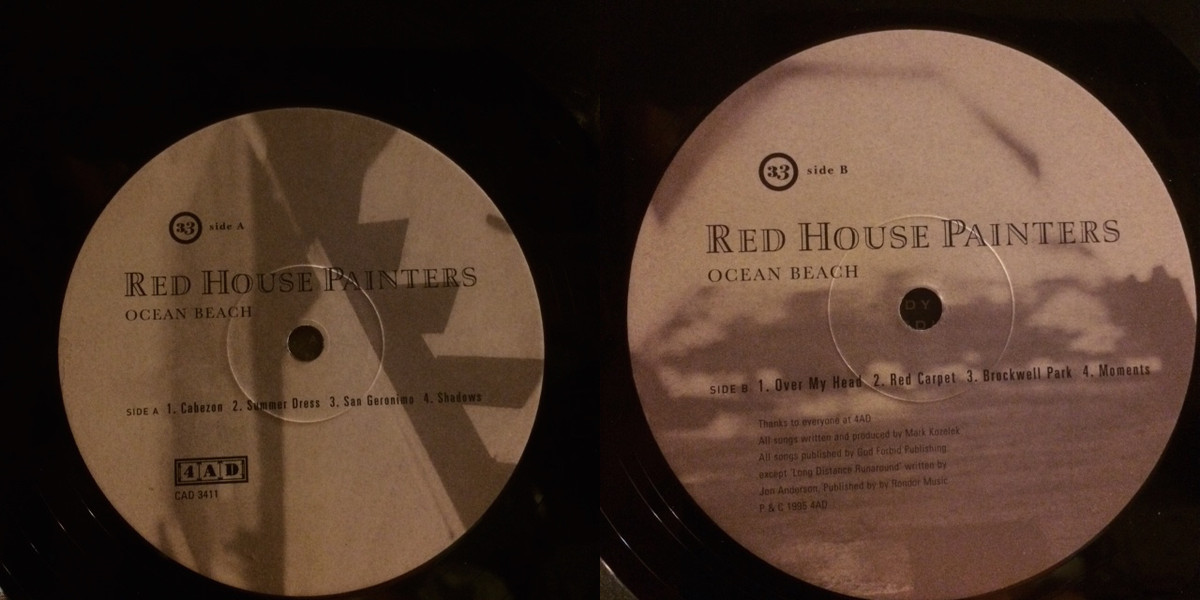 33 side A
RED HOUSE PAINTERS
OCEAN BEACH
SIDE A 1. Cabezon 2. Summer Dress 3. San Geronimo 4. Shadows
4AD
CAD 3411
33 side B
RED HOUSE PAINTERS
OCEAN BEACH
DY
SIDE B 1. Over My Head 2. Red Carpet 3. Brockwell Park 4. Moments
Thanks to everyone at 4AD
All songs written and produced by Mark Kozelek
All songs published by God Forbid Publishing
except 'Long Distance Runaround' written by
Jon Anderson, Published by by Rondor Music
P & C 1995 4AD